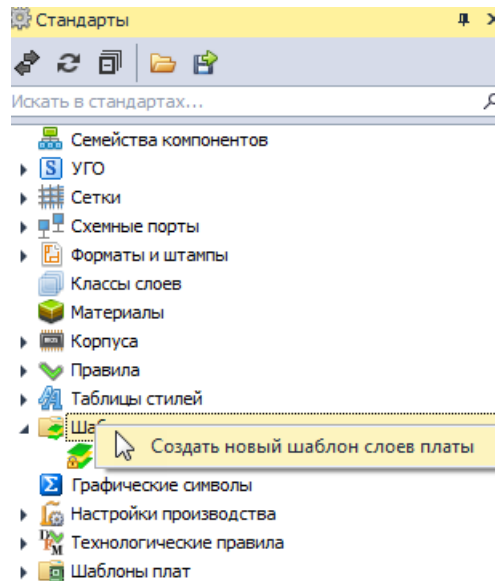 Стандарты
Искать в стандартах...
Семейства компонентов
S УГО
Сетки
Схемные порты
Форматы и штампы
Классы слоев
Материалы
Корпуса
Правила
Таблицы стилей
Создать новый шаблон слоев платы
Σ Графические символы
Настройки производства
Технологические правила
Шаблоны плат